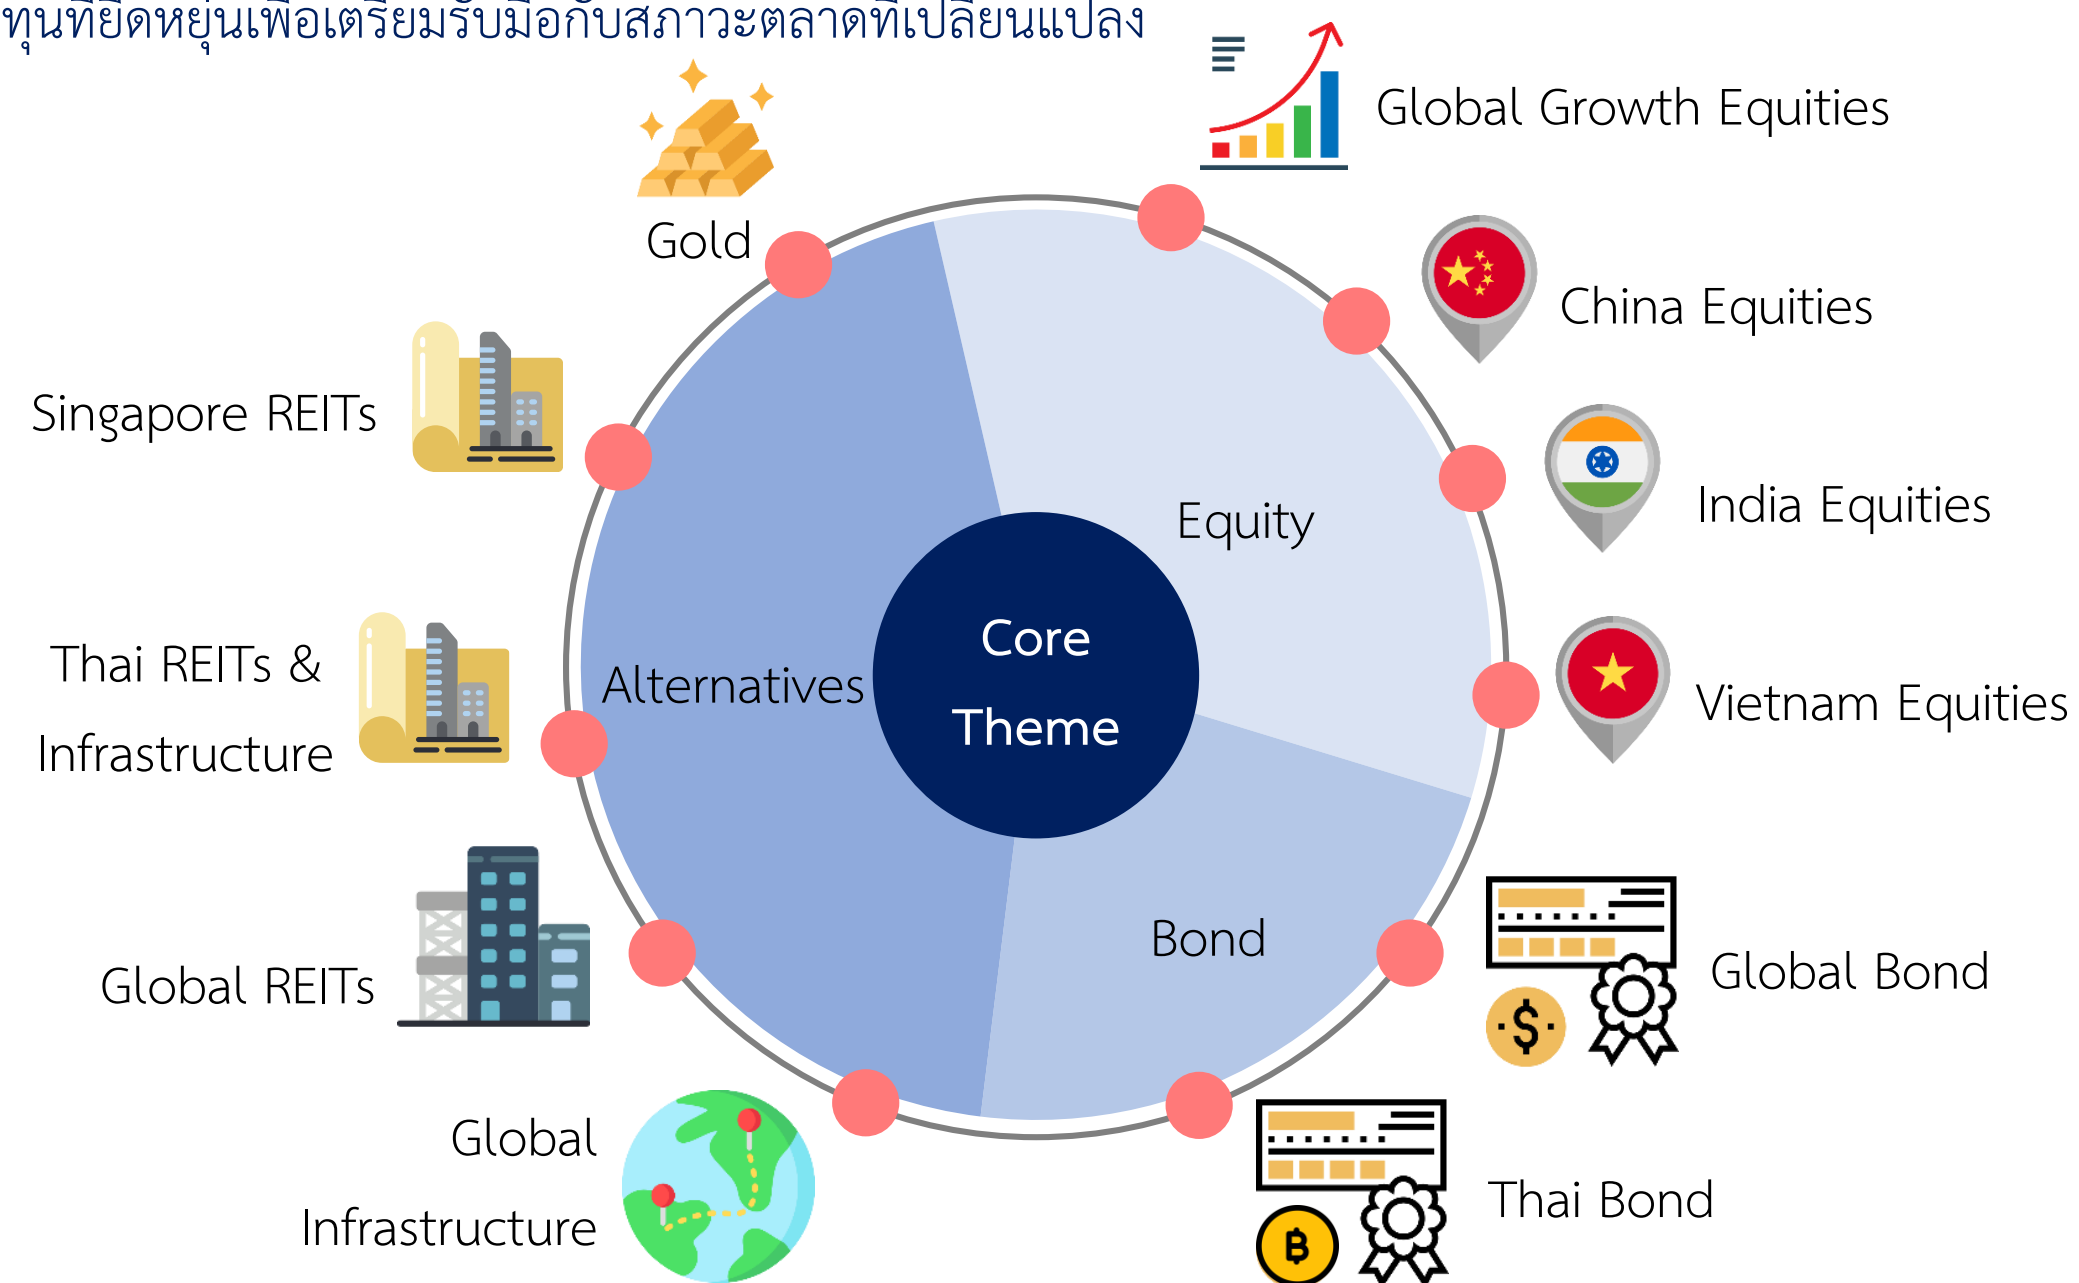 ทุนที่ยืดหยุ่นเพื่อเตรียมรับมือกับสภาวะตลาดที่เปลี่ยนแปลง
Global Growth Equities
Gold
China Equities
Singapore REITs
India Equities
Equity
Core
Theme
Thai REITs &
Infrastructure
Alternatives
Vietnam Equities
Bond
Global Bond
Global REITs
Global
Infrastructure
Thai Bond